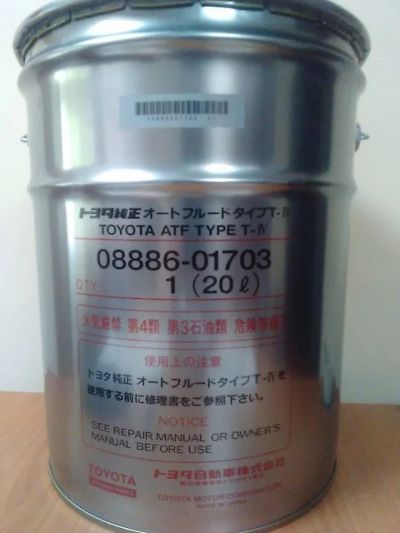 トヨタ純正 オートフルードタイプT-Ⅳ
TOYOTA ATF TYPE T-Ⅳ
08886-01703
QTY. 1 (20ℓ)
火気厳禁 第4類 第3石油類 危険等級
使用上の注意
トヨタ純正 オートフルードタイプT-Ⅳを
使用する前に修理書をご参照下さい。
NOTICE
SEE REPAIR MANUAL OR OWNER'S
MANUAL BEFORE USE
TOYOTA トヨタ自動車株式会社
GENUINE PARTS
TOYOTA MOTOR CORPORATION
MADE IN JAPAN